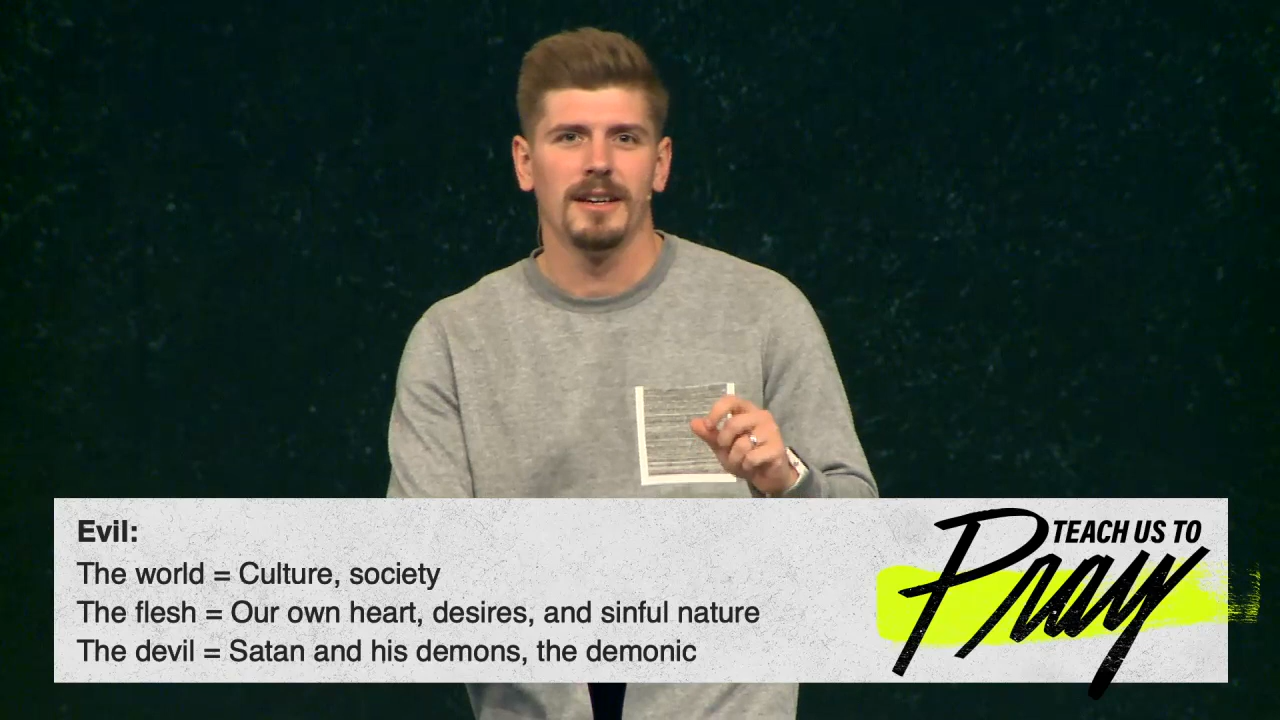 Evil:
The world = Culture, society
The flesh = Our own heart, desires, and sinful nature
The devil = Satan and his demons, the demonic
TEACH US TO
Pray